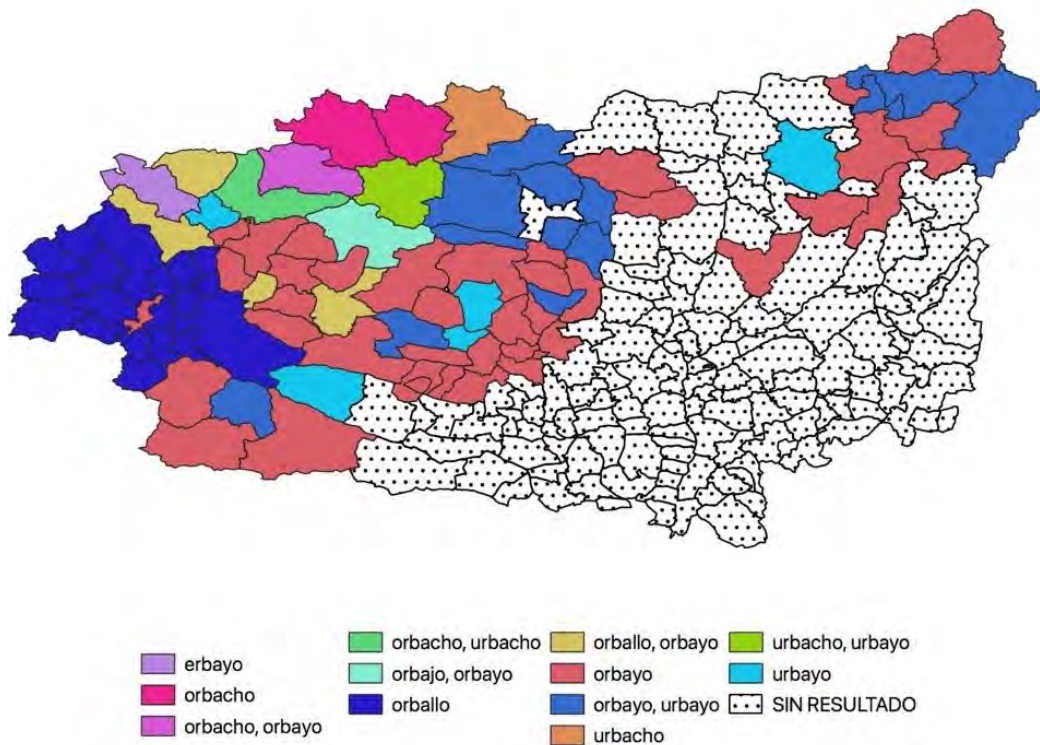 erbayo
orbacho
orbacho, orbayo
orbacho, urbacho
orbajo, orbayo
orballo
orballo, orbayo
orbayo
orbayo, urbayo
urbacho
urbacho, urbayo
urbayo
SIN RESULTADO